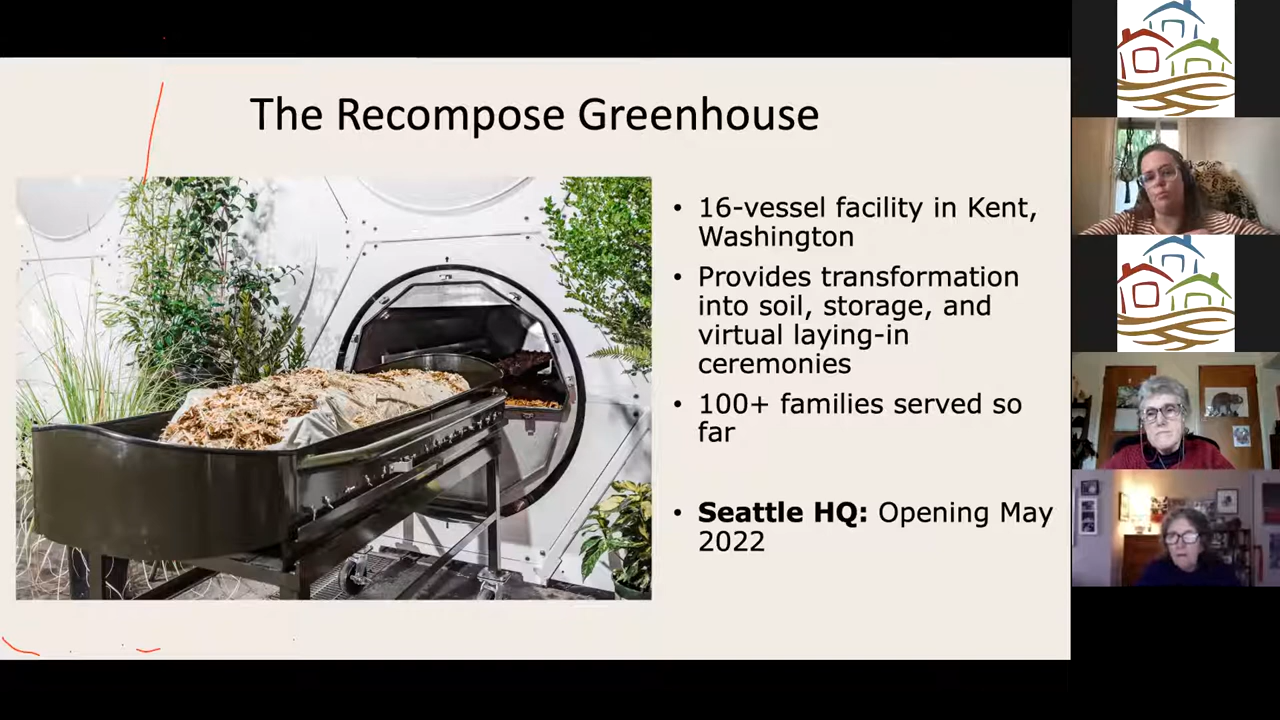 The Recompose Greenhouse
• 16-vessel facility in Kent,
Washington
• Provides transformation
into soil, storage, and
virtual laying-in
ceremonies
• 100+ families served so
far
• Seattle HQ: Opening May
2022